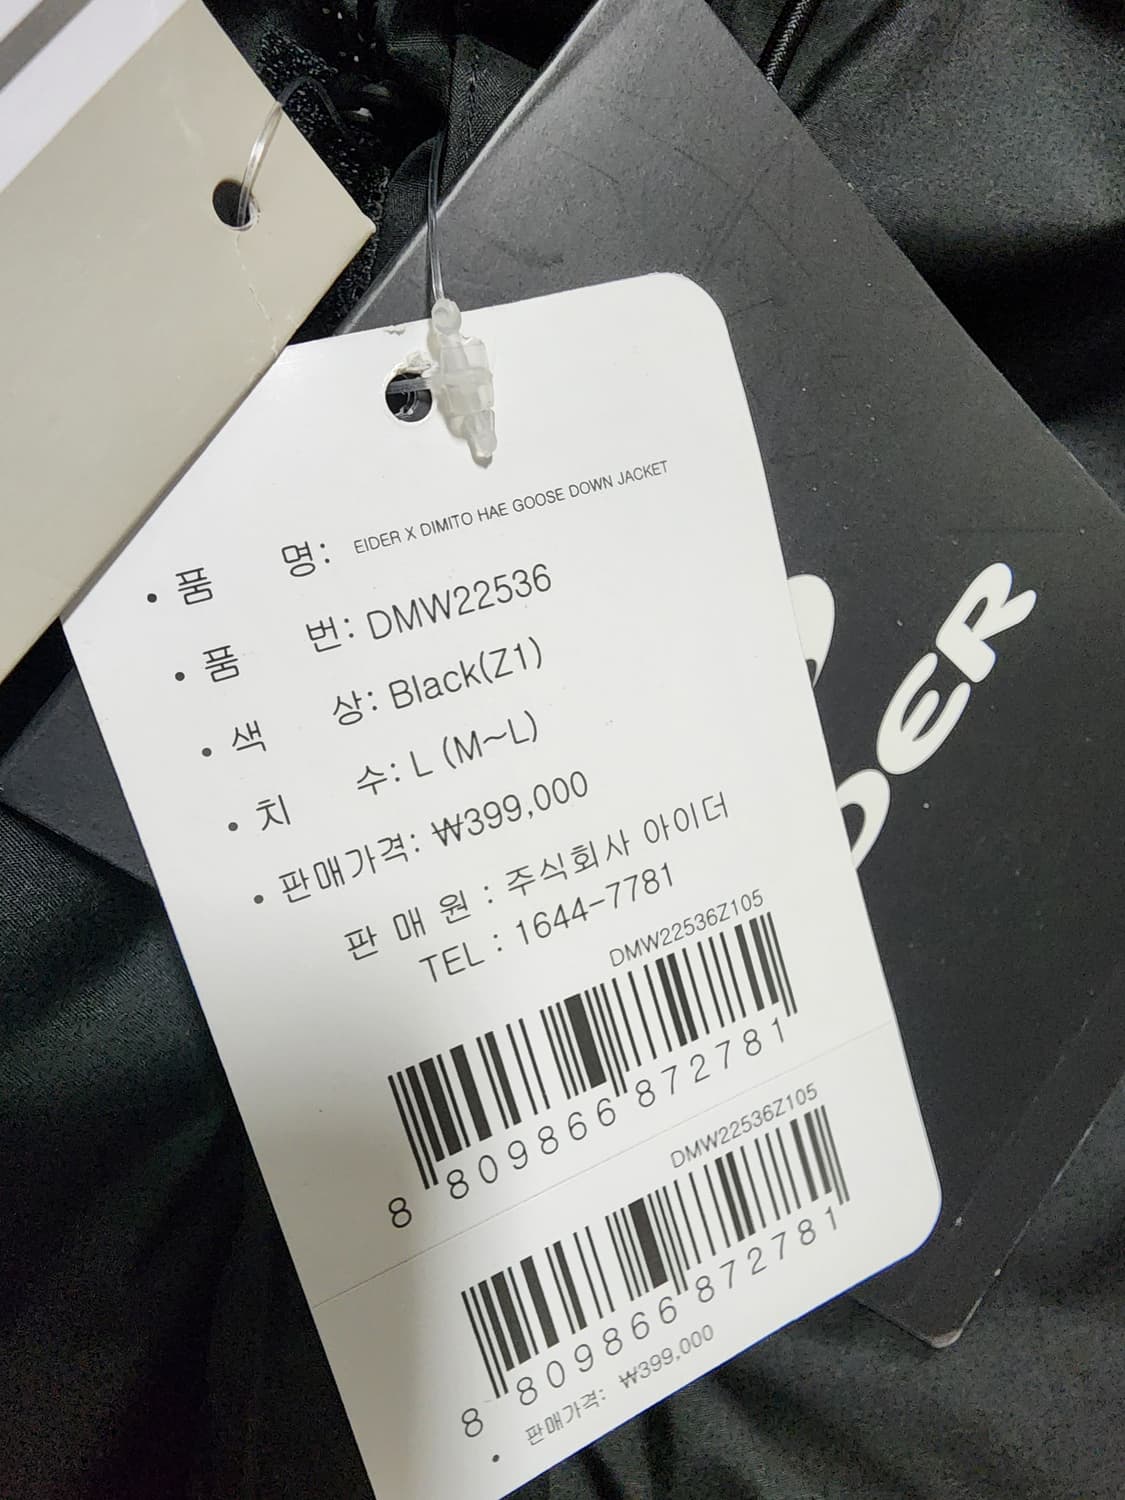 • 품 명: EIDER X DIMITO HAE GOOSE DOWN JACKET
• 품 번: DMW22536
• 색 상: Black(Z1)
• 치 수: L (M~L)
• 판매가격: ₩399,000
판 매 원 : 주식회사 아이더
TEL : 1644-7781
DMW22536Z105
8 809866 872781
DMW22536Z105
8 809866 872781
• 판매가격: ₩399,000
DER